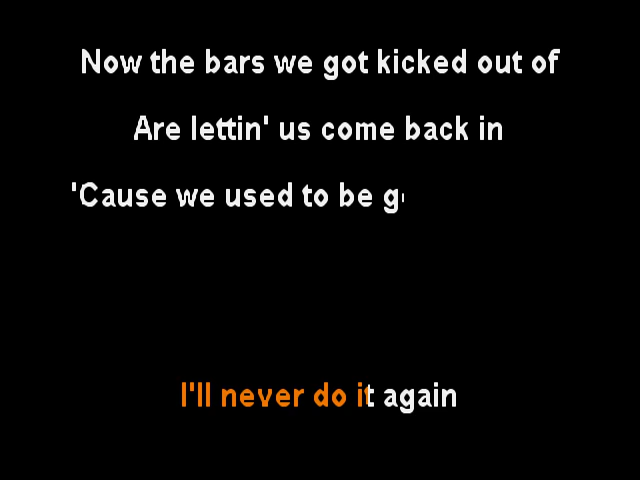 Now the bars we got kicked out of
Are lettin' us come back in
'Cause we used to be
I'll never do it again